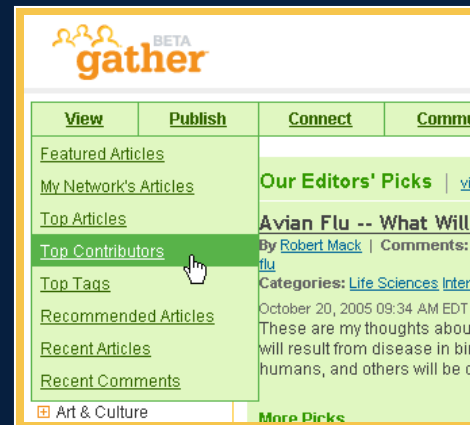 BETA
gather
View Publish Connect
Featured Articles
My Network's Articles
Top Articles
Top Contributors
Top Tags
Recommended Articles
Recent Articles
Recent Comments
Art & Culture
Our Editors' Picks |
Avian Flu -- What Will
By Robert Mack | Comments:
flu
Categories: Life Sciences
October 20, 2005 09:34 AM EDT
These are my thoughts
will result from disease in
humans, and others will be
More Picks